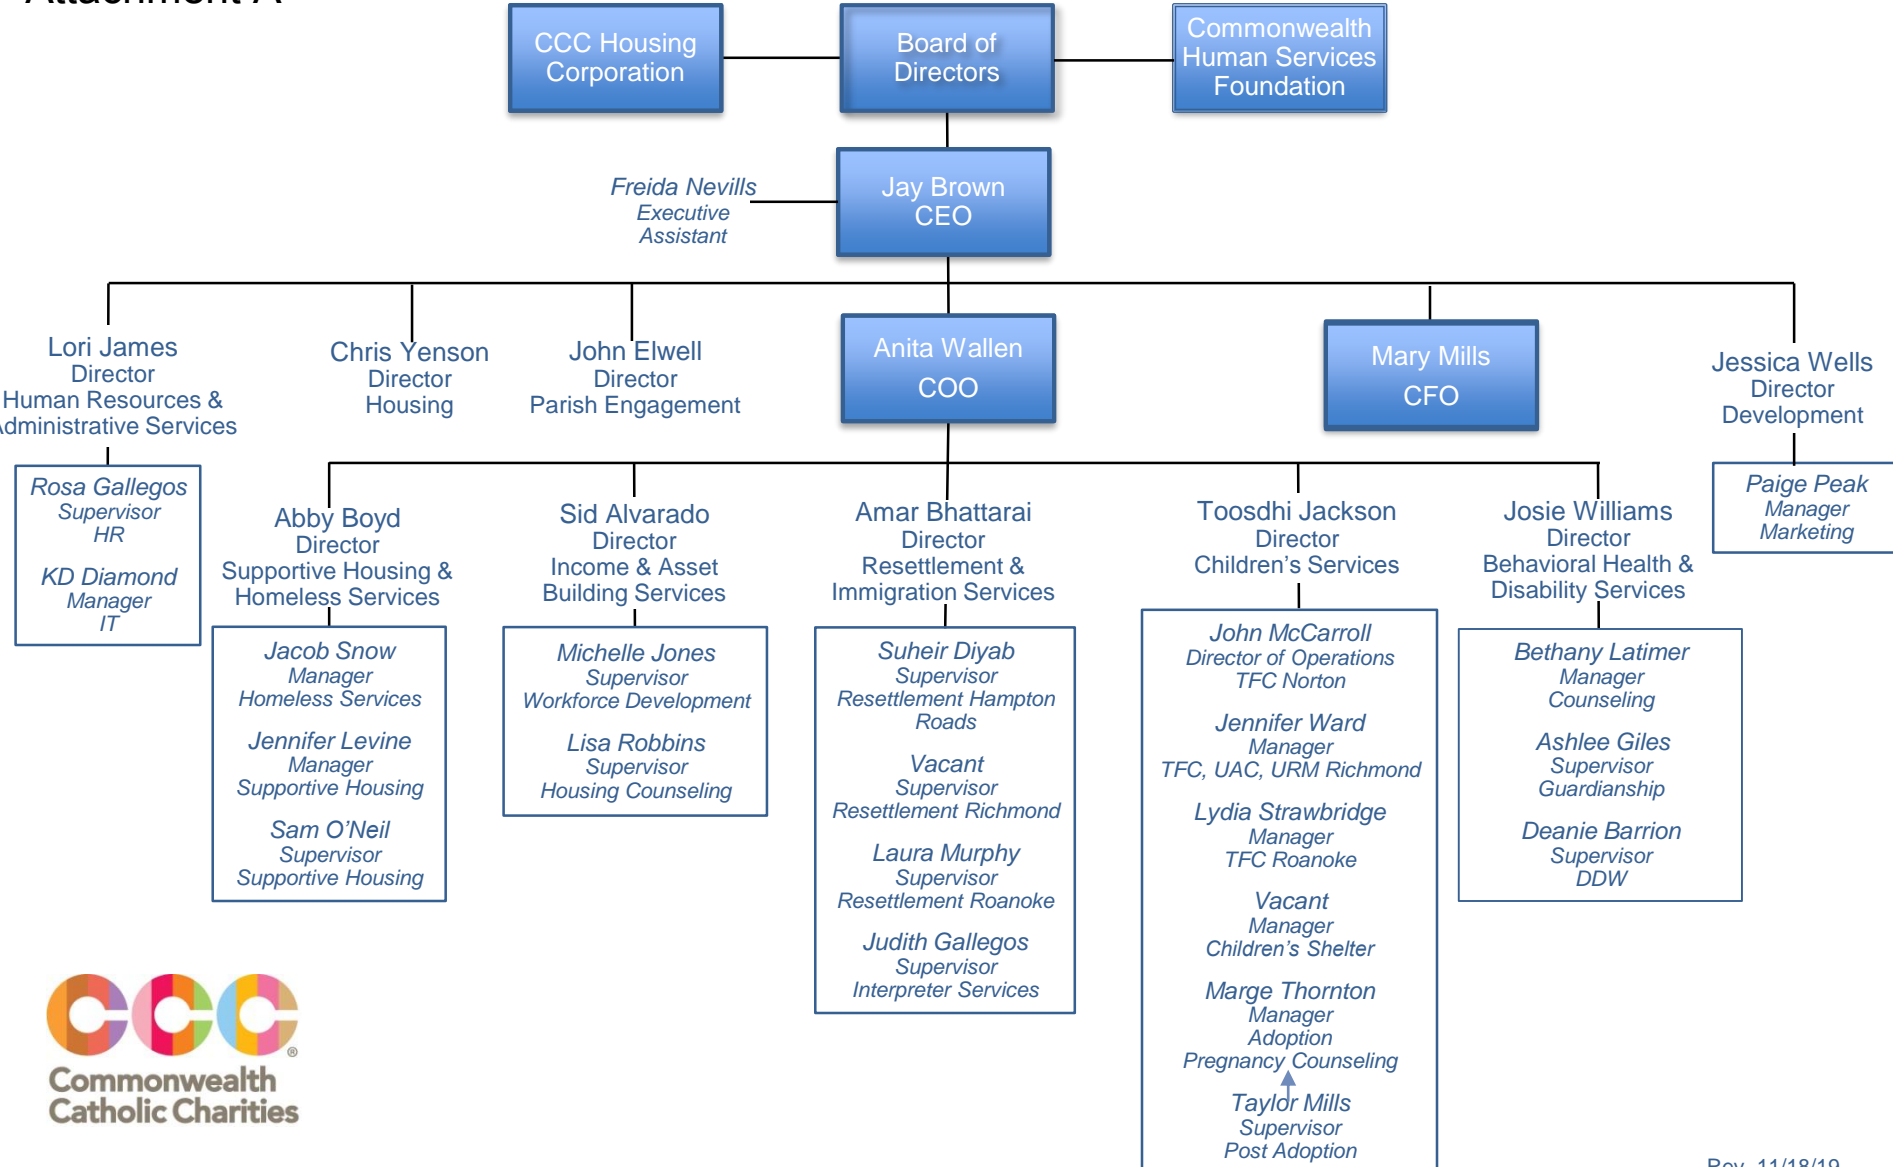 Attachment A
CCC Housing
Corporation
Board of
Directors
Commonwealth
Human Services
Foundation
Freida Nevills
Executive
Assistant
Jay Brown
CEO
Lori James
Director
Human Resources &
Administrative Services
Chris Yenson
Director
Housing
John Elwell
Director
Parish Engagement
Anita Wallen
COO
Mary Mills
CFO
Jessica Wells
Director
Development
Rosa Gallegos
Supervisor
HR
KD Diamond
Manager
IT
Paige Peak
Manager
Marketing
Abby Boyd
Director
Supportive Housing &
Homeless Services
Jacob Snow
Manager
Homeless Services
Jennifer Levine
Manager
Supportive Housing
Sam O’Neil
Supervisor
Supportive Housing
Sid Alvarado
Director
Income & Asset
Building Services
Michelle Jones
Supervisor
Workforce Development
Lisa Robbins
Supervisor
Housing Counseling
Amar Bhattarai
Director
Resettlement &
Immigration Services
Suheir Diyab
Supervisor
Resettlement Hampton
Roads
Vacant
Supervisor
Resettlement Richmond
Laura Murphy
Supervisor
Resettlement Roanoke
Judith Gallegos
Supervisor
Interpreter Services
Toosdhi Jackson
Director
Children’s Services
John McCarroll
Director of Operations
TFC Norton
Jennifer Ward
Manager
TFC, UAC, URM Richmond
Lydia Strawbridge
Manager
TFC Roanoke
Vacant
Manager
Children’s Shelter
Marge Thornton
Manager
Adoption
Pregnancy Counseling
Taylor Mills
Supervisor
Post Adoption
Josie Williams
Director
Behavioral Health &
Disability Services
Bethany Latimer
Manager
Counseling
Ashlee Giles
Supervisor
Guardianship
Deanie Barrion
Supervisor
DDW
CCC®
Commonwealth
Catholic Charities
Rev. 11/18/19